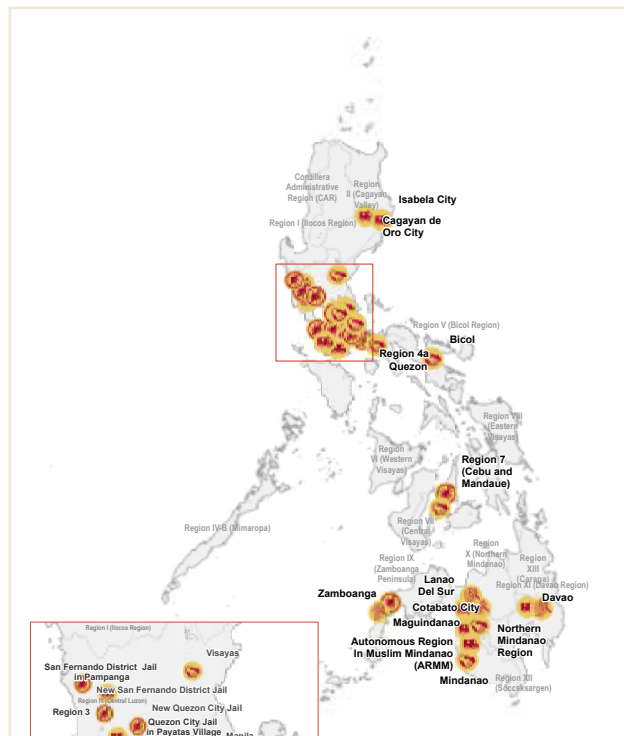 Cordillera
Administrative
Region (CAR)
Region
II (Cagayan
Valley)
Isabela City
Region I (Ilocos Region)
Cagayan de
Oro City
Region V (Bicol Region)
Bicol
Region 4a
Quezon
Region VIII
(Eastern
Visayas)
Region
VI (Western
Visayas)
Region 7
(Cebu and
Mandaue)
Region IV-B (Mimaropa)
Region VII
(Central
Visayas)
Region
X (Northern
Mindanao)
Region IX
(Zamboanga
Peninsula)
Region
XIII
(Caraga)
Lanao
Del Sur
Region XI (Davao Region)
Zamboanga
Cotabato City
Davao
Maguindanao
Northern
Mindanao
Region
Autonomous Region
In Muslim Mindanao
(ARMM)
Mindanao
Region XII
(Soccsksargen)
Region I (Ilocos Region)
Visayas
San Fernando District Jail
in Pampanga
New San Fernando District Jail
Region III (Central Luzon)
Region 3
New Quezon City Jail
Quezon City Jail
in Payatas Village
Manila